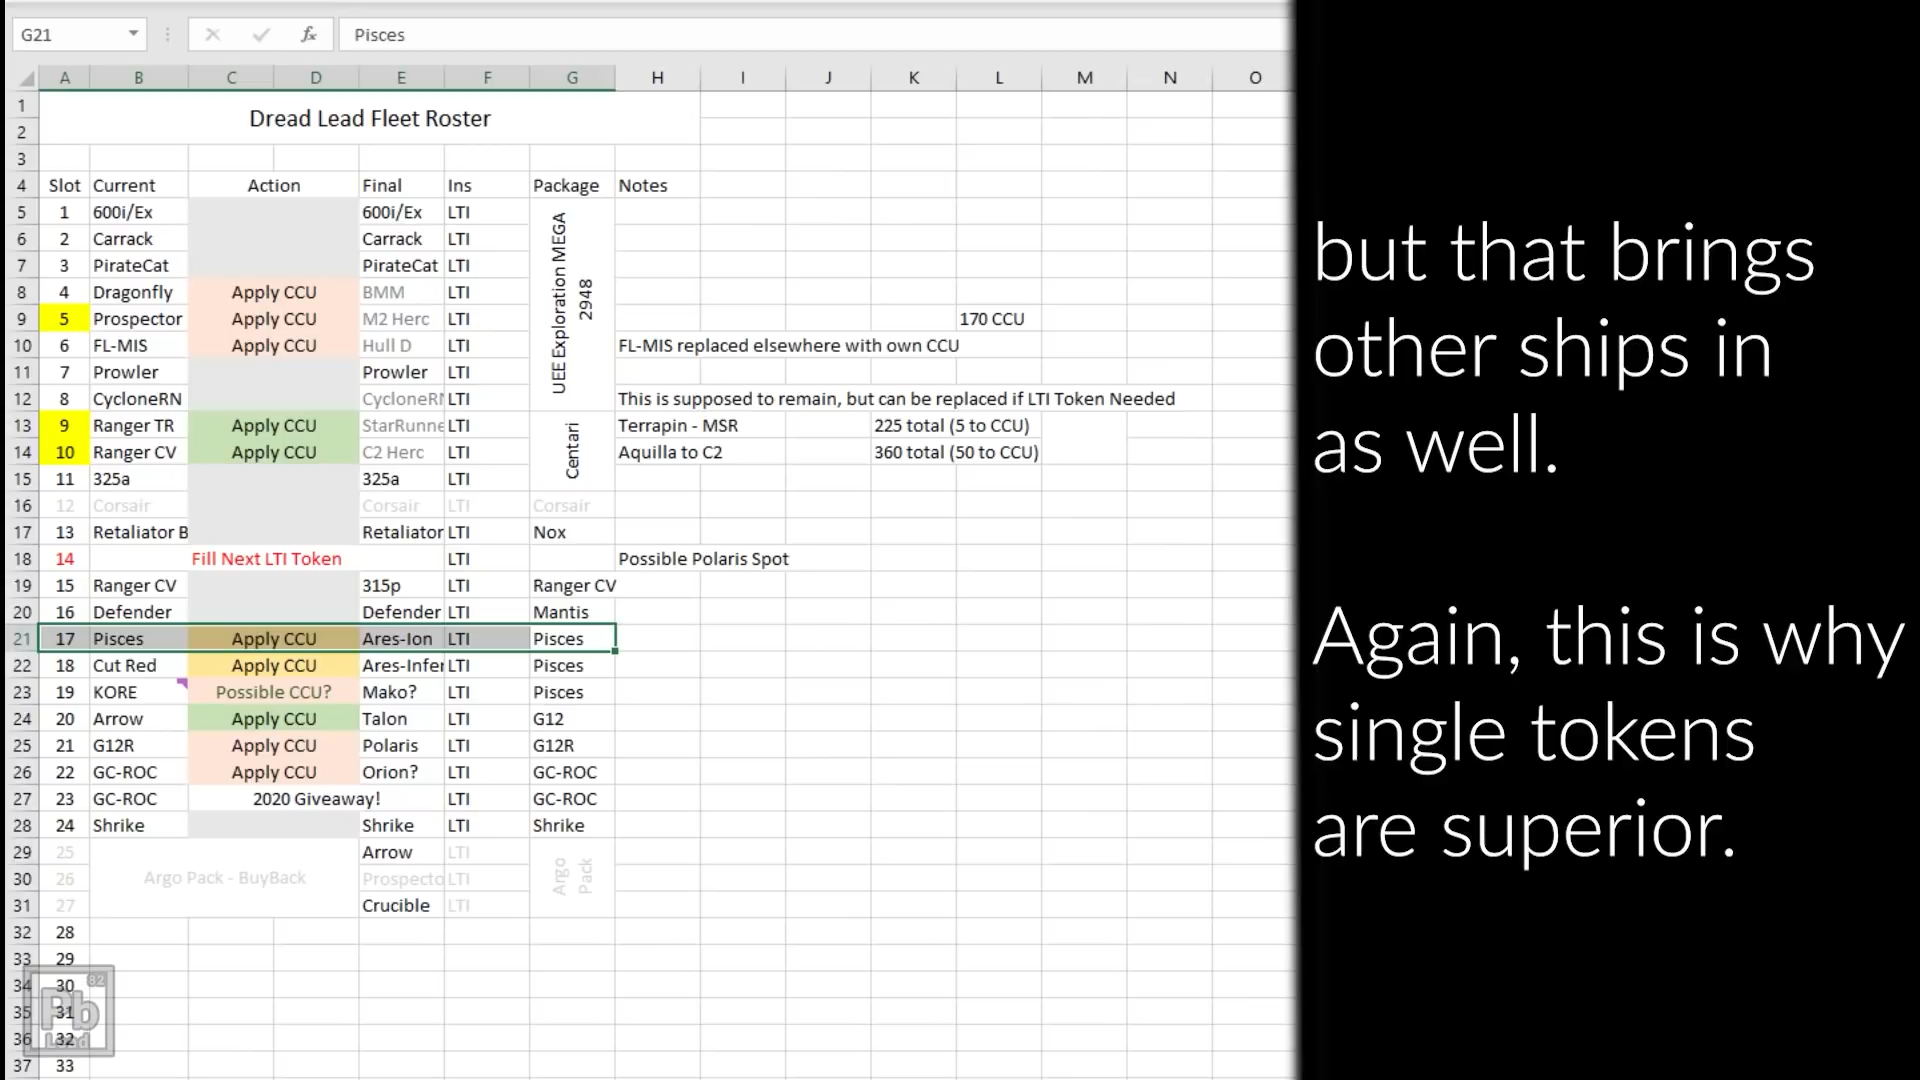 G21 fx Pisces
A B C D E F G H I J K L M N O
1
2 Dread Lead Fleet Roster
3
4 Slot Current Action Final Ins Package Notes
5 1 600i/Ex 600i/Ex LTI
6 2 Carrack Carrack LTI
7 3 PirateCat PirateCat LTI
8 4 Dragonfly Apply CCU BMM LTI
9 5 Prospector Apply CCU M2 Herc LTI 170 CCU
10 6 FL-MIS Apply CCU Hull D LTI FL-MIS replaced elsewhere with own CCU
11 7 Prowler Prowler LTI
12 8 CycloneRN CycloneRN LTI This is supposed to remain, but can be replaced if LTI Token Needed
UEE Exploration MEGA
2948
13 9 Ranger TR Apply CCU StarRunne LTI Terrapin - MSR 225 total (5 to CCU)
14 10 Ranger CV Apply CCU C2 Herc LTI Aquilla to C2 360 total (50 to CCU)
15 11 325a 325a LTI
Centari
16 12 Corsair Corsair LTI Corsair
17 13 Retaliator B Retaliator LTI Nox
18 14 Fill Next LTI Token LTI Possible Polaris Spot
19 15 Ranger CV 315p LTI Ranger CV
20 16 Defender Defender LTI Mantis
21 17 Pisces Apply CCU Ares-Ion LTI Pisces
22 18 Cut Red Apply CCU Ares-Infer LTI Pisces
23 19 KORE Possible CCU? Mako? LTI Pisces
24 20 Arrow Apply CCU Talon LTI G12
25 21 G12R Apply CCU Polaris LTI G12R
26 22 GC-ROC Apply CCU Orion? LTI GC-ROC
27 23 GC-ROC 2020 Giveaway! LTI GC-ROC
28 24 Shrike Shrike LTI Shrike
29 25 Arrow LTI
30 26 Argo Pack - BuyBack Prospecto LTI
31 27 Crucible LTI
Argo
Pack
32 28
33 29
34 30
35 31
36 32
37 33
82
Pb
Lead
but that brings
other ships in
as well.
Again, this is why
single tokens
are superior.